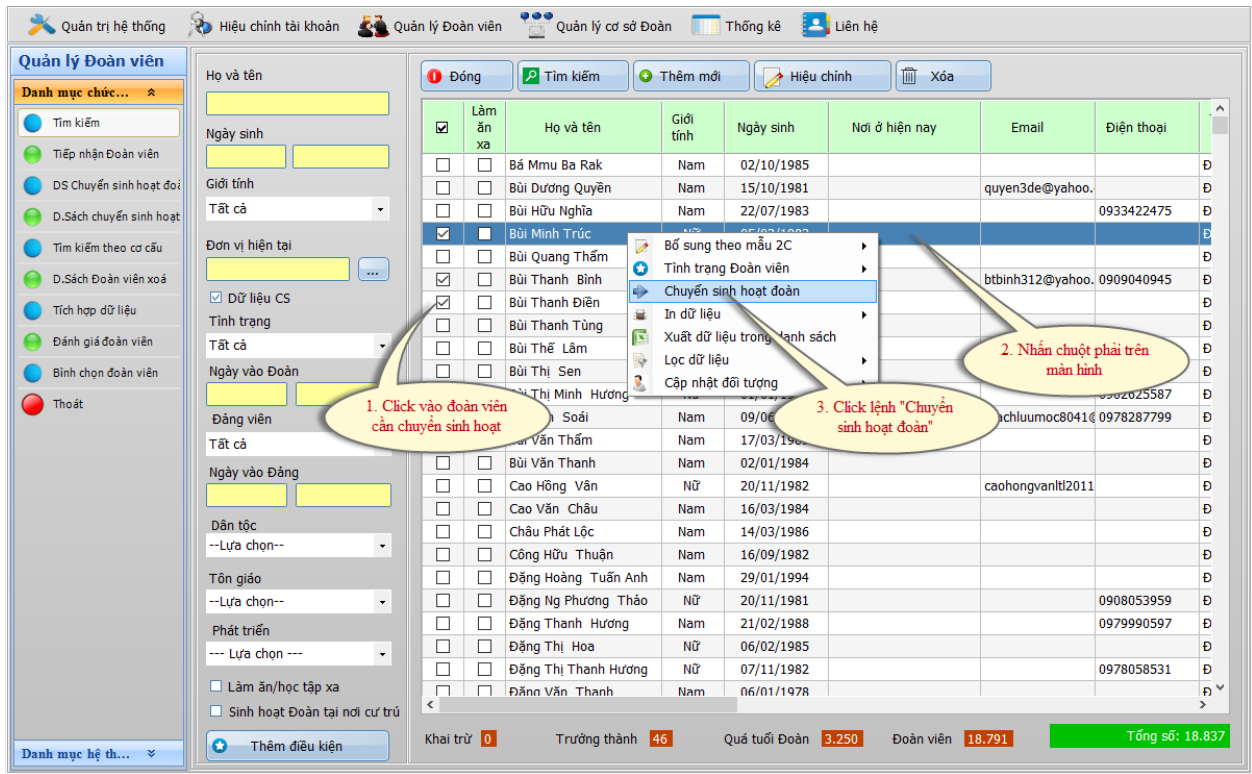 Quản trị hệ thống
Hiệu chỉnh tài khoản
Quản lý Đoàn viên
Quản lý cơ sở Đoàn
Thống kê
Liên hệ
Quản lý Đoàn viên
Danh mục chức...
Tìm kiếm
Tiếp nhận Đoàn viên
DS Chuyển sinh hoạt đoà
D.Sách chuyển sinh hoạt
Tìm kiếm theo cơ cấu
D.Sách Đoàn viên xoá
Tích hợp dữ liệu
Đánh giá đoàn viên
Bình chọn đoàn viên
Thoát
Danh mục hệ th...
Họ và tên
Ngày sinh
Giới tính
Tất cả
Đơn vị hiện tại
...
Dữ liệu CS
Tình trạng
Tất cả
Ngày vào Đoàn
Đảng viên
Tất cả
Ngày vào Đảng
Dân tộc
--Lựa chọn--
Tôn giáo
--Lựa chọn--
Phát triển
--- Lựa chọn ---
Làm ăn/học tập xa
Sinh hoạt Đoàn tại nơi cư trú
Thêm điều kiện
Đóng
Tìm kiếm
Thêm mới
Hiệu chỉnh
Xóa
Làm ăn xa Họ và tên Giới tính Ngày sinh Nơi ở hiện nay Email Điện thoại
Bá Mmu Ba Rak Nam 02/10/1985 Đ
Bùi Dương Quyền Nam 15/10/1981 quyen3de@yahoo. Đ
Bùi Hữu Nghĩa Nam 22/07/1983 0933422475 Đ
Bùi Minh Trúc Đ
Bùi Quang Thẩm Đ
Bùi Thanh Bình btbinh312@yahoo. 0909040945 Đ
Bùi Thanh Điền Đ
Bùi Thanh Tùng Đ
Bùi Thế Lâm Đ
Bùi Thị Sen Đ
Thị Minh Hương Đ
Soái 0978287799 Đ
Văn Thẩm Nam Đ
Bùi Văn Thanh Nam 02/01/1984 Đ
Cao Hồng Vân Nữ 20/11/1982 caohongvanltl2011 Đ
Cao Văn Châu Nam 16/03/1984 Đ
Châu Phát Lộc Nam 14/03/1986 Đ
Công Hữu Thuận Nam 16/09/1982 Đ
Đặng Hoàng Tuấn Anh Nam 29/01/1994 Đ
Đặng Ng Phương Thảo Nữ 20/11/1981 0908053959 Đ
Đặng Thanh Hương Nam 21/02/1988 0979990597 Đ
Đặng Thị Hoa Nữ 06/02/1985 Đ
Đặng Thị Thanh Hương Nữ 07/11/1982 0978058531 Đ
Đặng Văn Thanh Nam 06/01/1978 Đ
Bổ sung theo mẫu 2C
Tình trạng Đoàn viên
Chuyển sinh hoạt đoàn
In dữ liệu
Xuất dữ liệu trong danh sách
Lọc dữ liệu
Cập nhật đối tượng
1. Click vào đoàn viên
cần chuyển sinh hoạt
2. Nhấn chuột phải trên
màn hình
3. Click lệnh "Chuyển
sinh hoạt đoàn"
Khai trừ 0 Trưởng thành 46 Quá tuổi Đoàn 3.250 Đoàn viên 18.791 Tổng số: 18.837